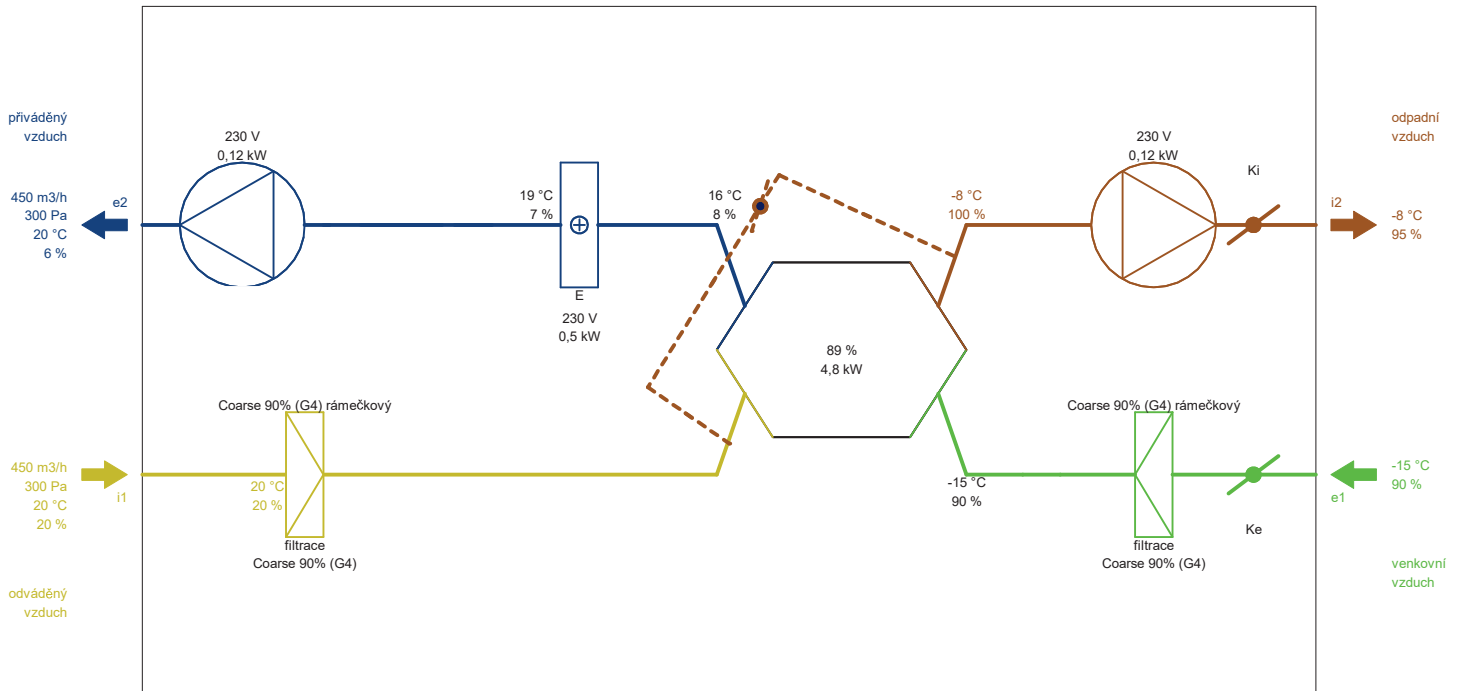 přiváděný
vzduch
450 m3/h
300 Pa
20 °C
6 %
e2
230 V
0,12 kW
19 °C
7 %
E
230 V
0,5 kW
16 °C
8 %
-8 °C
100 %
230 V
0,12 kW
Ki
odpadní
vzduch
i2
-8 °C
95 %
89 %
4,8 kW
Coarse 90% (G4) rámečkový
450 m3/h
300 Pa
20 °C
20 %
i1
20 °C
20 %
filtrace
Coarse 90% (G4)
odváděný
vzduch
Coarse 90% (G4) rámečkový
-15 °C
90 %
filtrace
Coarse 90% (G4)
Ke
-15 °C
90 %
e1
venkovní
vzduch